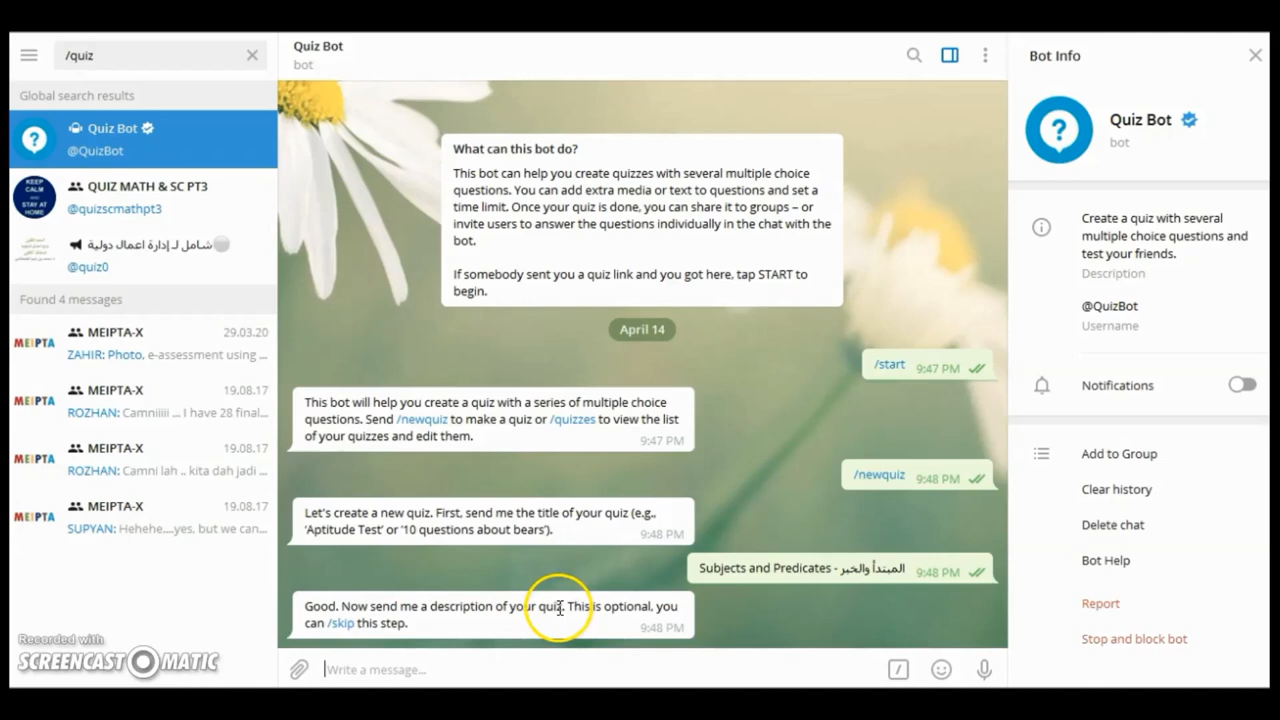 /quiz
Global search results
Quiz Bot
@QuizBot
KEEP CALM AND STAY AT HOME
QUIZ MATH & SC PT3
@quizscmathpt3
شامل لـ إدارة اعمال دولية
@quiz0
Found 4 messages
MEIPTA
MEIPTA-X 29.03.20
ZAHIR: Photo, e-assessment using ...
MEIPTA
MEIPTA-X 19.08.17
ROZHAN: Camniiiii ... I have 28 final...
MEIPTA
MEIPTA-X 19.08.17
ROZHAN: Camni lah .. kita dah jadi ...
MEIPTA
MEIPTA-X 19.08.17
SUPYAN: Hehehe....yes, but we can...
Recorded with
SCREENCAST-O-MATIC
Quiz Bot
bot
What can this bot do?
This bot can help you create quizzes with several multiple choice
questions. You can add extra media or text to questions and set a
time limit. Once your quiz is done, you can share it to groups – or
invite users to answer the questions individually in the chat with the
bot.
If somebody sent you a quiz link and you got here, tap START to
begin.
April 14
/start 9:47 PM
This bot will help you create a quiz with a series of multiple choice
questions. Send /newquiz to make a quiz or /quizzes to view the list
of your quizzes and edit them. 9:47 PM
/newquiz 9:48 PM
Let's create a new quiz. First, send me the title of your quiz (e.g.,
‘Aptitude Test’ or ‘10 questions about bears’). 9:48 PM
Subjects and Predicates - المبتدأ والخبر 9:48 PM
Good. Now send me a description of your quiz. This is optional, you
can /skip this step. 9:48 PM
Write a message...
Bot Info
Quiz Bot
bot
Create a quiz with several
multiple choice questions and
test your friends.
Description
@QuizBot
Username
Notifications
Add to Group
Clear history
Delete chat
Bot Help
Report
Stop and block bot